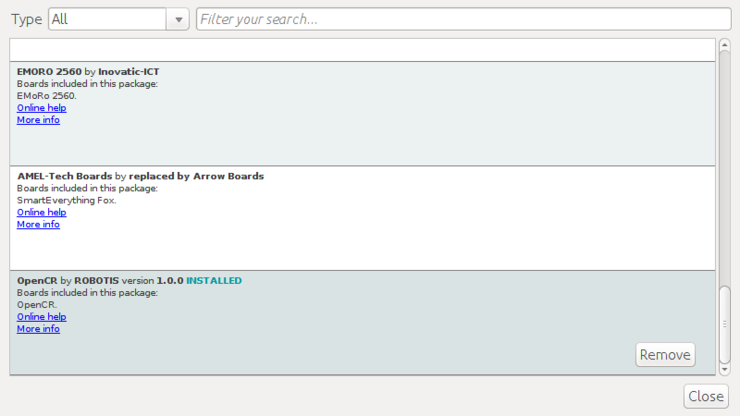 Type All Filter your search...
EMORO 2560 by Inovatic-ICT
Boards included in this package:
EMoRo 2560.
Online help
More info
AMEL-Tech Boards by replaced by Arrow Boards
Boards included in this package:
SmartEverything Fox.
Online help
More info
OpenCR by ROBOTIS version 1.0.0 INSTALLED
Boards included in this package:
OpenCR.
Online help
More info
Remove
Close